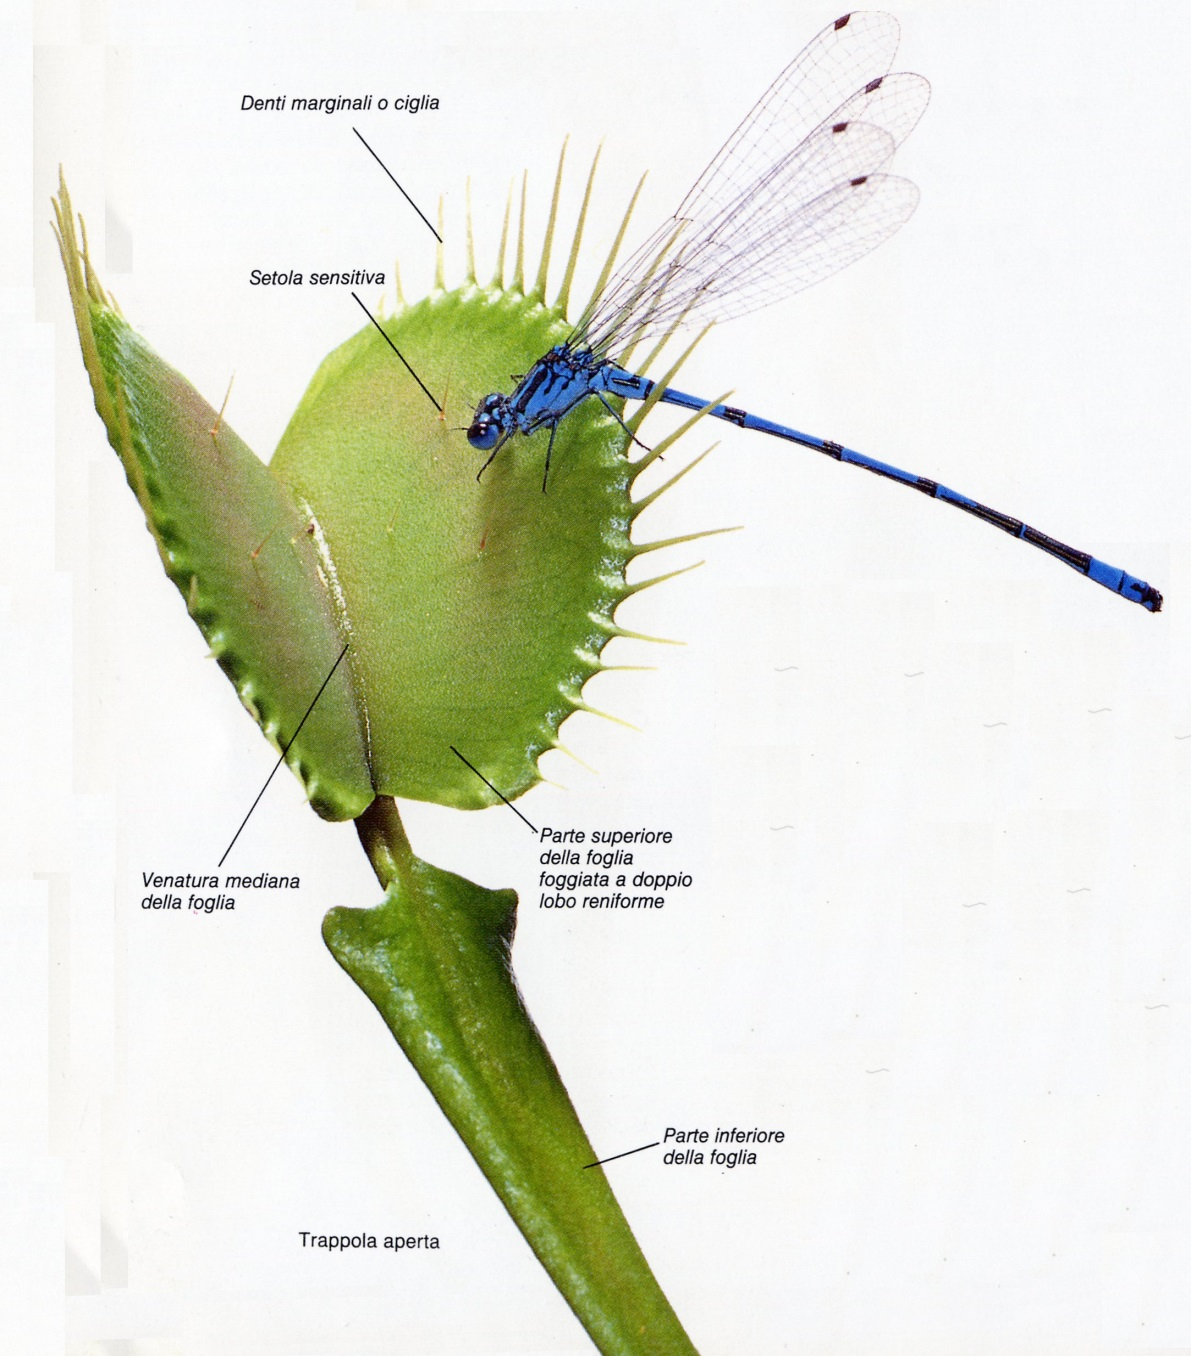 Denti marginali o ciglia
Setola sensitiva
Venatura mediana
della foglia
Parte superiore
della foglia
foggiata a doppio
lobo reniforme
Parte inferiore
della foglia
Trappola aperta